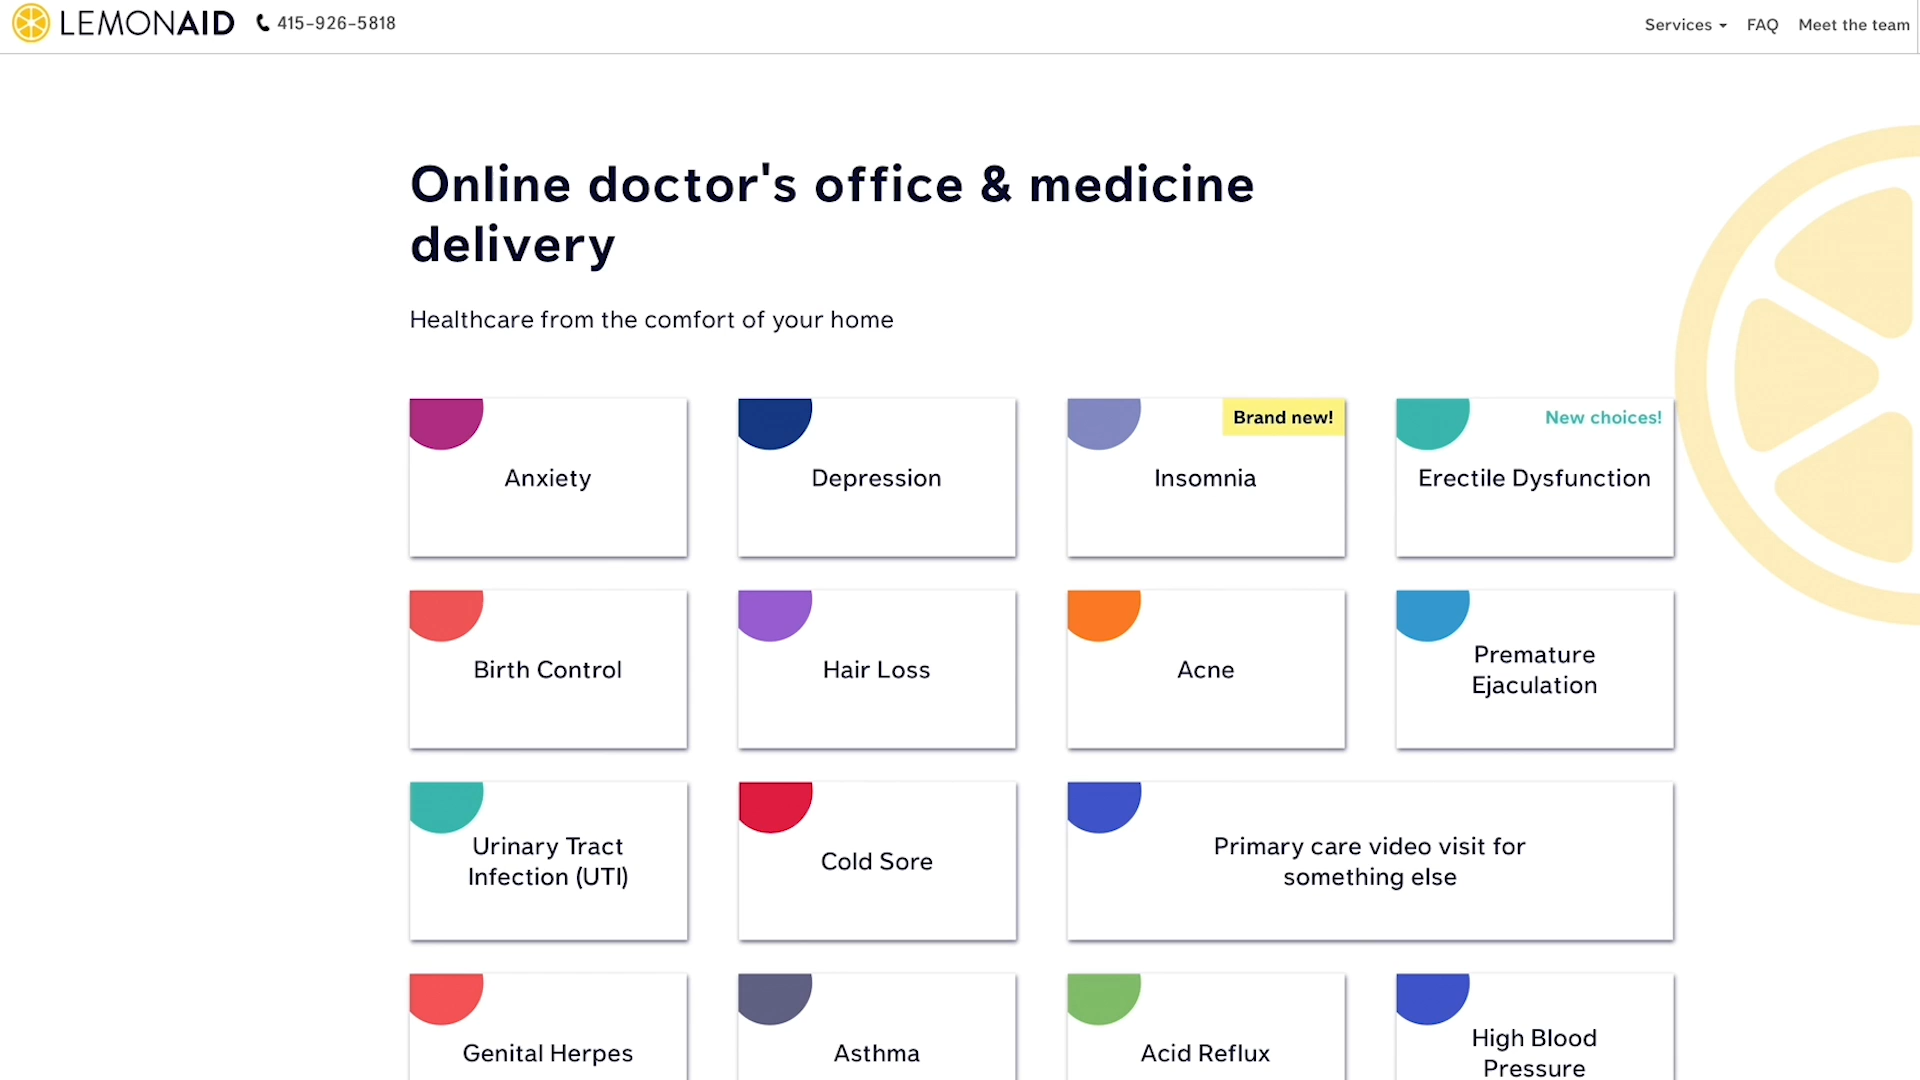 LEMONAID
415-926-5818
Services
FAQ
Meet the team
Online doctor's office & medicine
delivery
Healthcare from the comfort of your home
Anxiety
Depression
Brand new!
Insomnia
New choices!
Erectile Dysfunction
Birth Control
Hair Loss
Acne
Premature
Ejaculation
Urinary Tract
Infection (UTI)
Cold Sore
Primary care video visit for
something else
Genital Herpes
Asthma
Acid Reflux
High Blood
Pressure